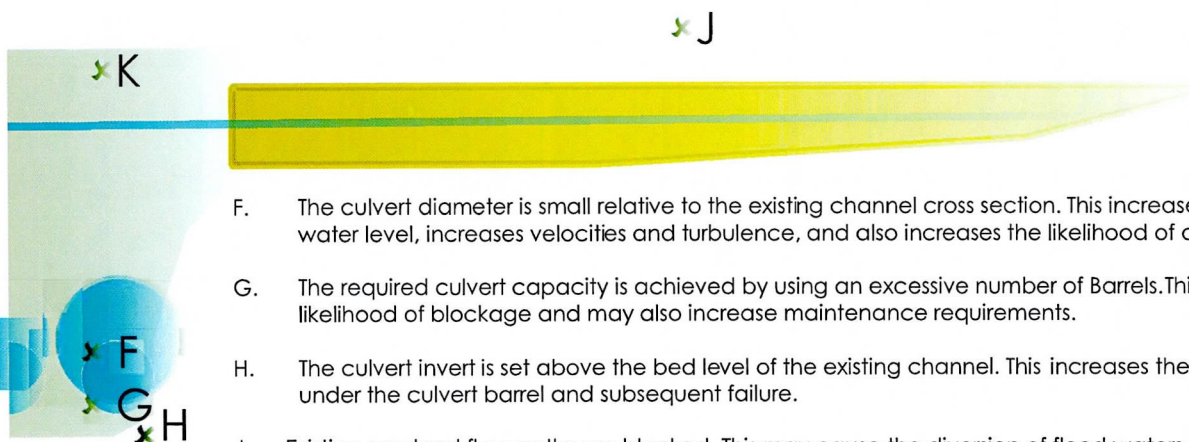 J
K
F. The culvert diameter is small relative to the existing channel cross section. This increase
water level, increases velocities and turbulence, and also increases the likelihood of
G. The required culvert capacity is achieved by using an excessive number of Barrels.Thi
likelihood of blockage and may also increase maintenance requirements.
F
H. The culvert invert is set above the bed level of the existing channel. This increases the
under the culvert barrel and subsequent failure.
G
H